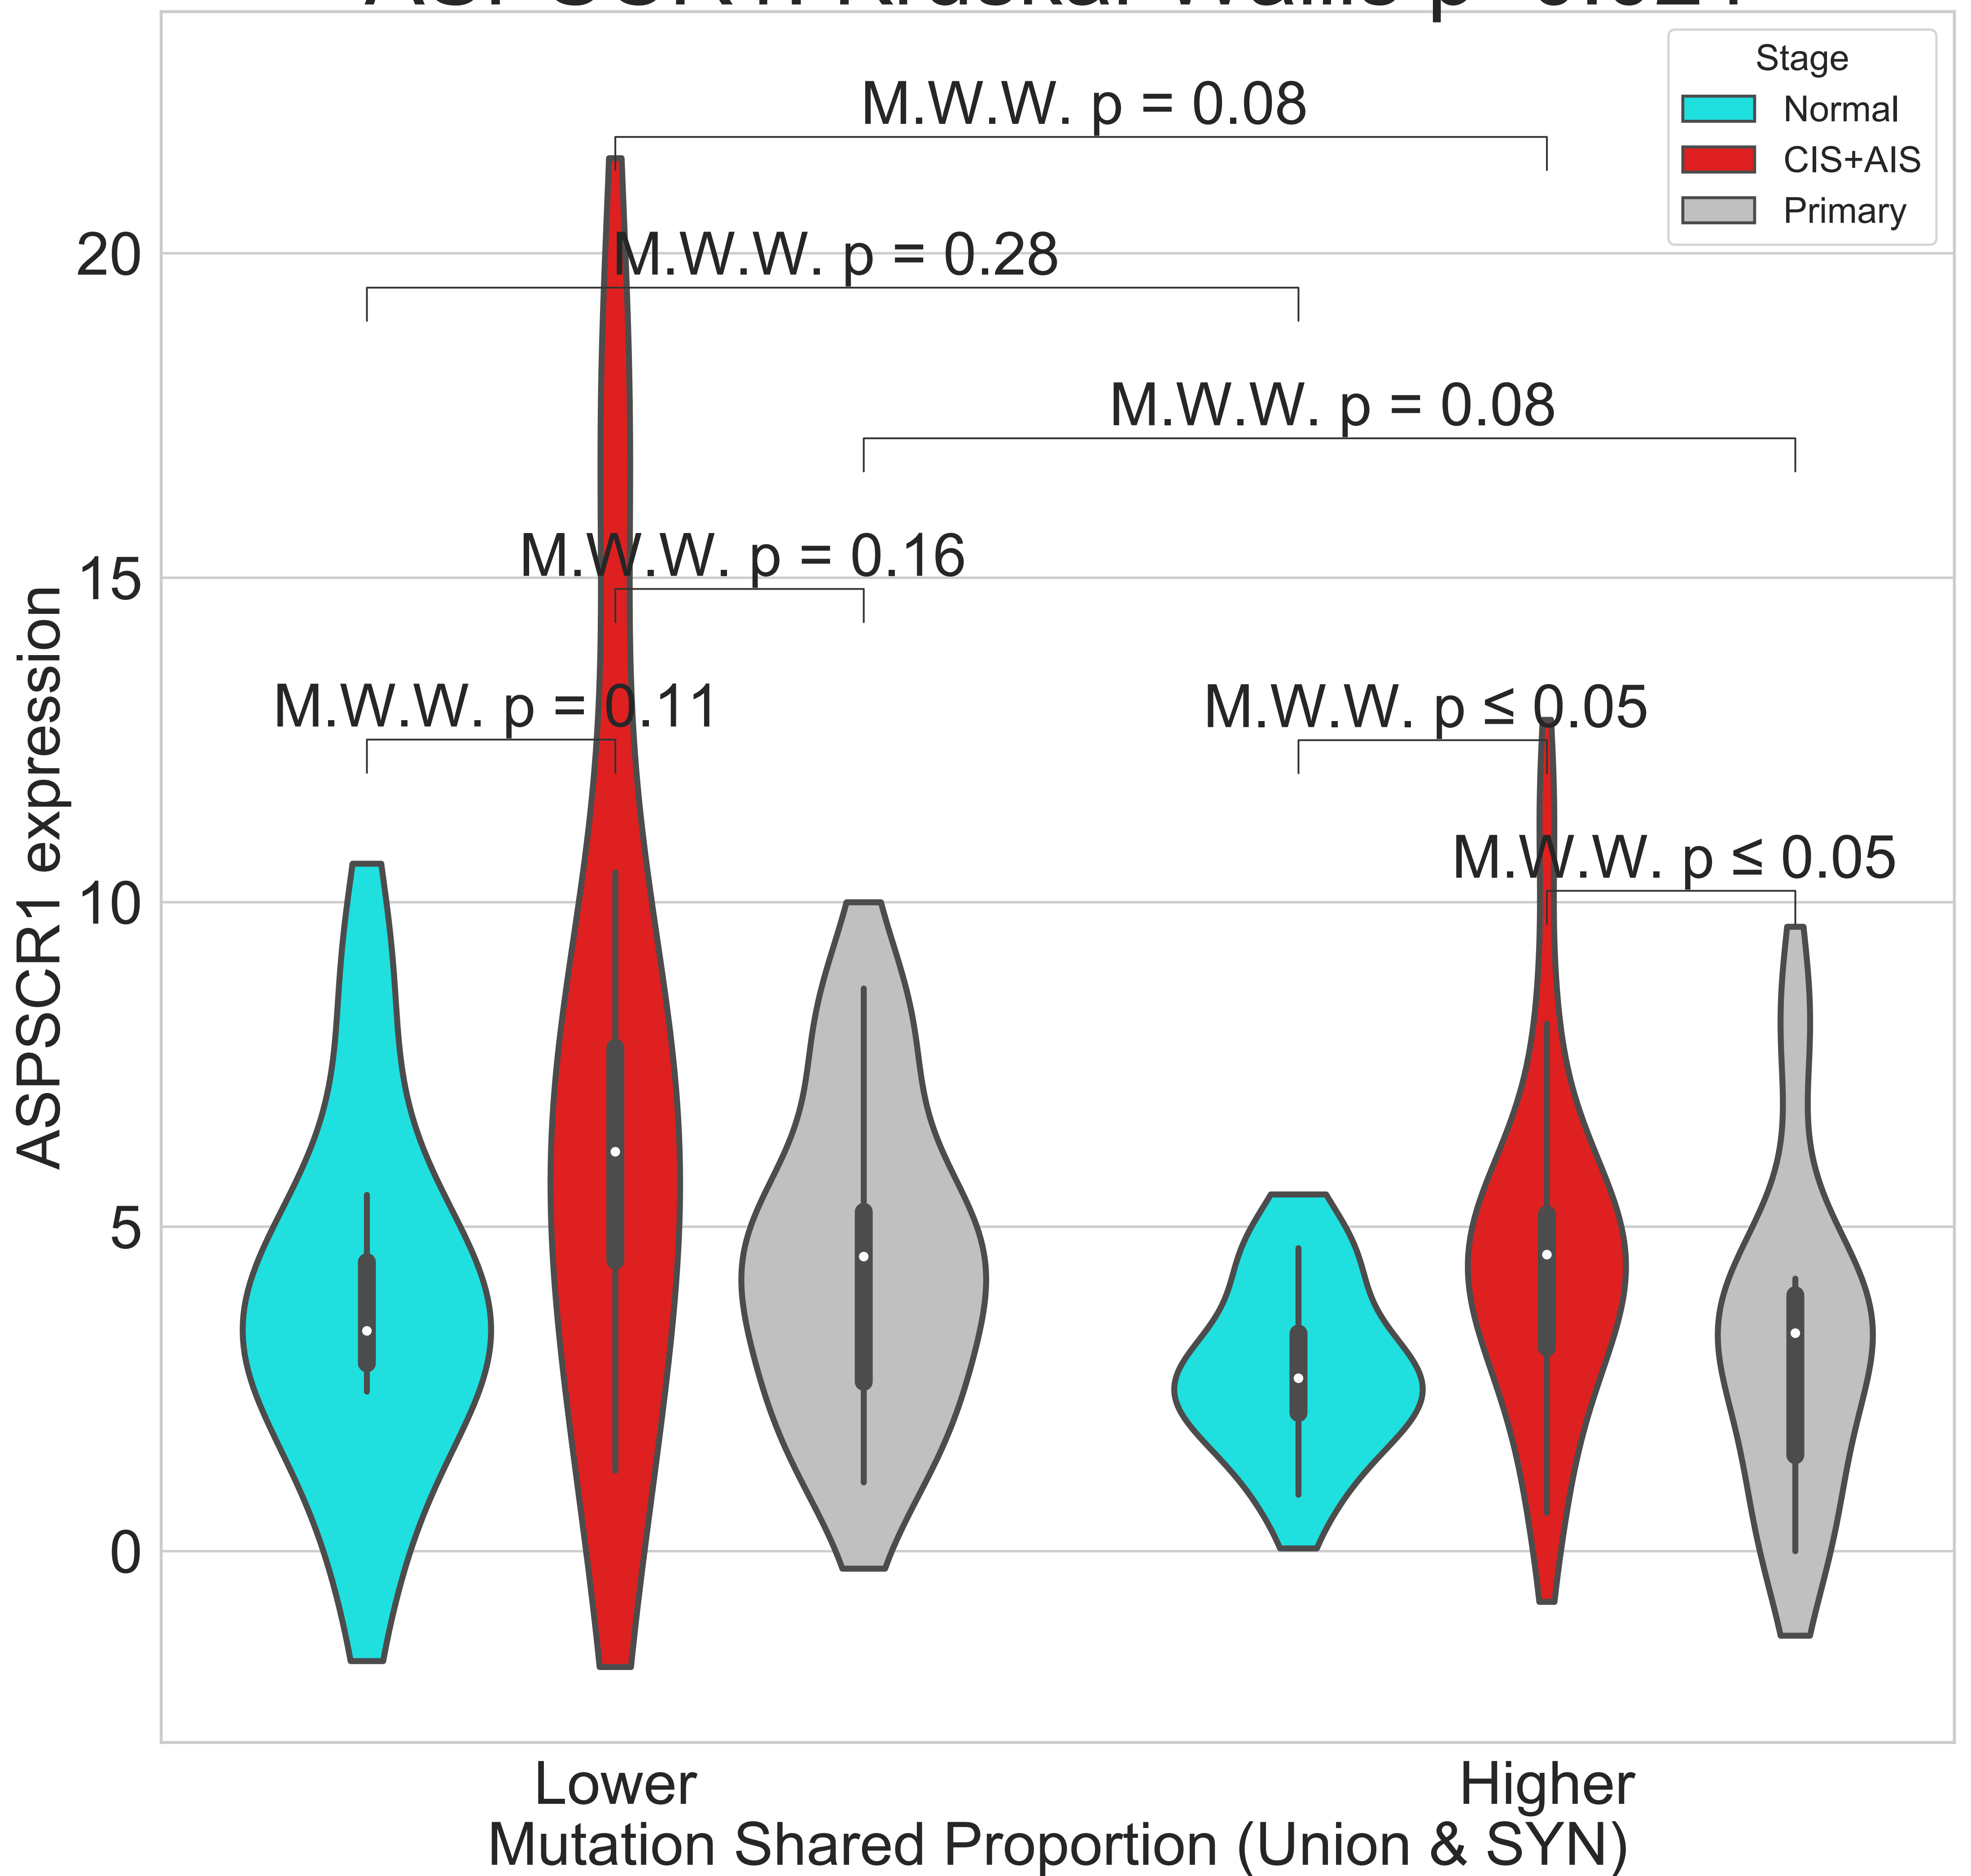 Stage
Normal
CIS+AIS
Primary
M.W.W. p = 0.08
M.W.W. p = 0.28
M.W.W. p = 0.08
M.W.W. p = 0.16
M.W.W. p = 0.11
M.W.W. p ≤ 0.05
M.W.W. p ≤ 0.05
20
15
10
5
0
ASPSCR1 expression
Lower
Higher
Mutation Shared Proportion (Union & SYN)